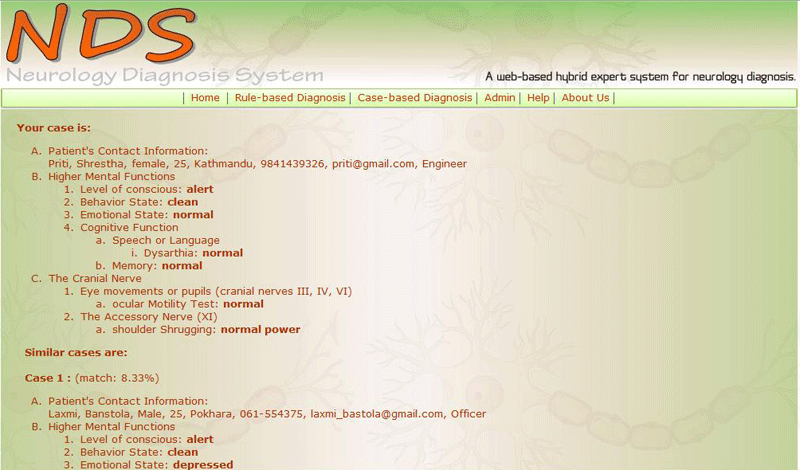 NDS
Neurology Diagnosis System
A web-based hybrid expert system for neurology diagnosis.
| Home | Rule-based Diagnosis | Case-based Diagnosis | Admin | Help | About Us |
Your case is:
A. Patient's Contact Information:
Priti, Shrestha, female, 25, Kathmandu, 9841439326, priti@gmail.com, Engineer
B. Higher Mental Functions
1. Level of conscious: alert
2. Behavior State: clean
3. Emotional State: normal
4. Cognitive Function
a. Speech or Language
i. Dysarthia: normal
b. Memory: normal
C. The Cranial Nerve
1. Eye movements or pupils (cranial nerves III, IV, VI)
a. ocular Motility Test: normal
2. The Accessory Nerve (XI)
a. shoulder Shrugging: normal power
Similar cases are:
Case 1 : (match: 8.33%)
A. Patient's Contact Information:
Laxmi, Banstola, Male, 25, Pokhara, 061-554375, laxmi_bastola@gmail.com, Officer
B. Higher Mental Functions
1. Level of conscious: alert
2. Behavior State: clean
3. Emotional State: depressed